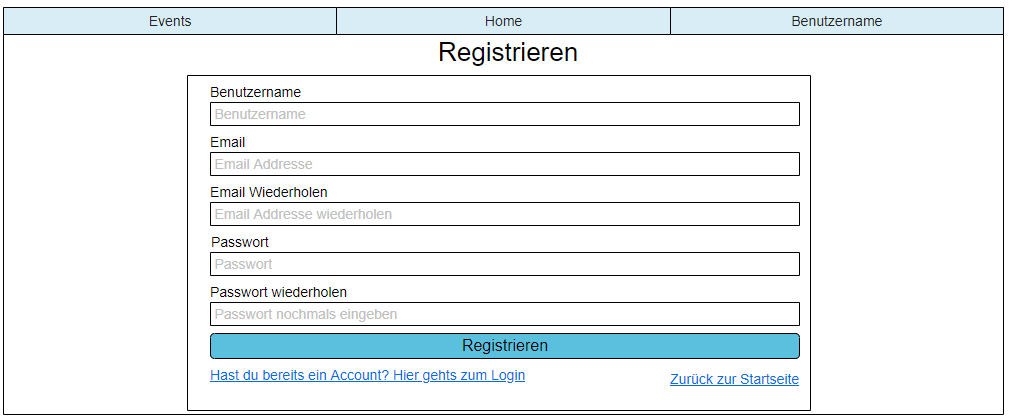 Events Home Benutzername
Registrieren
Benutzername
Benutzername
Email
Email Addresse
Email Wiederholen
Email Addresse wiederholen
Passwort
Passwort
Passwort wiederholen
Passwort nochmals eingeben
Registrieren
Hast du bereits ein Account? Hier gehts zum Login
Zurück zur Startseite